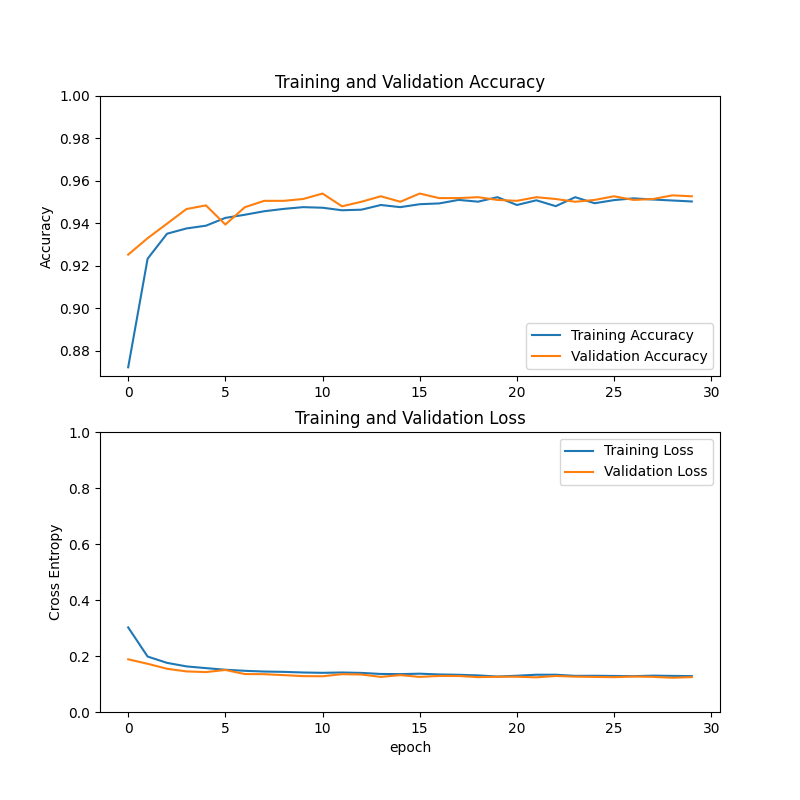 Training and Validation Accuracy
1.00
0.98
0.96
0.94
0.92
0.90
0.88
Accuracy
Training Accuracy
Validation Accuracy
0 5 10 15 20 25 30
Training and Validation Loss
1.0
0.8
0.6
0.4
0.2
0.0
Cross Entropy
Training Loss
Validation Loss
0 5 10 15 20 25 30
epoch